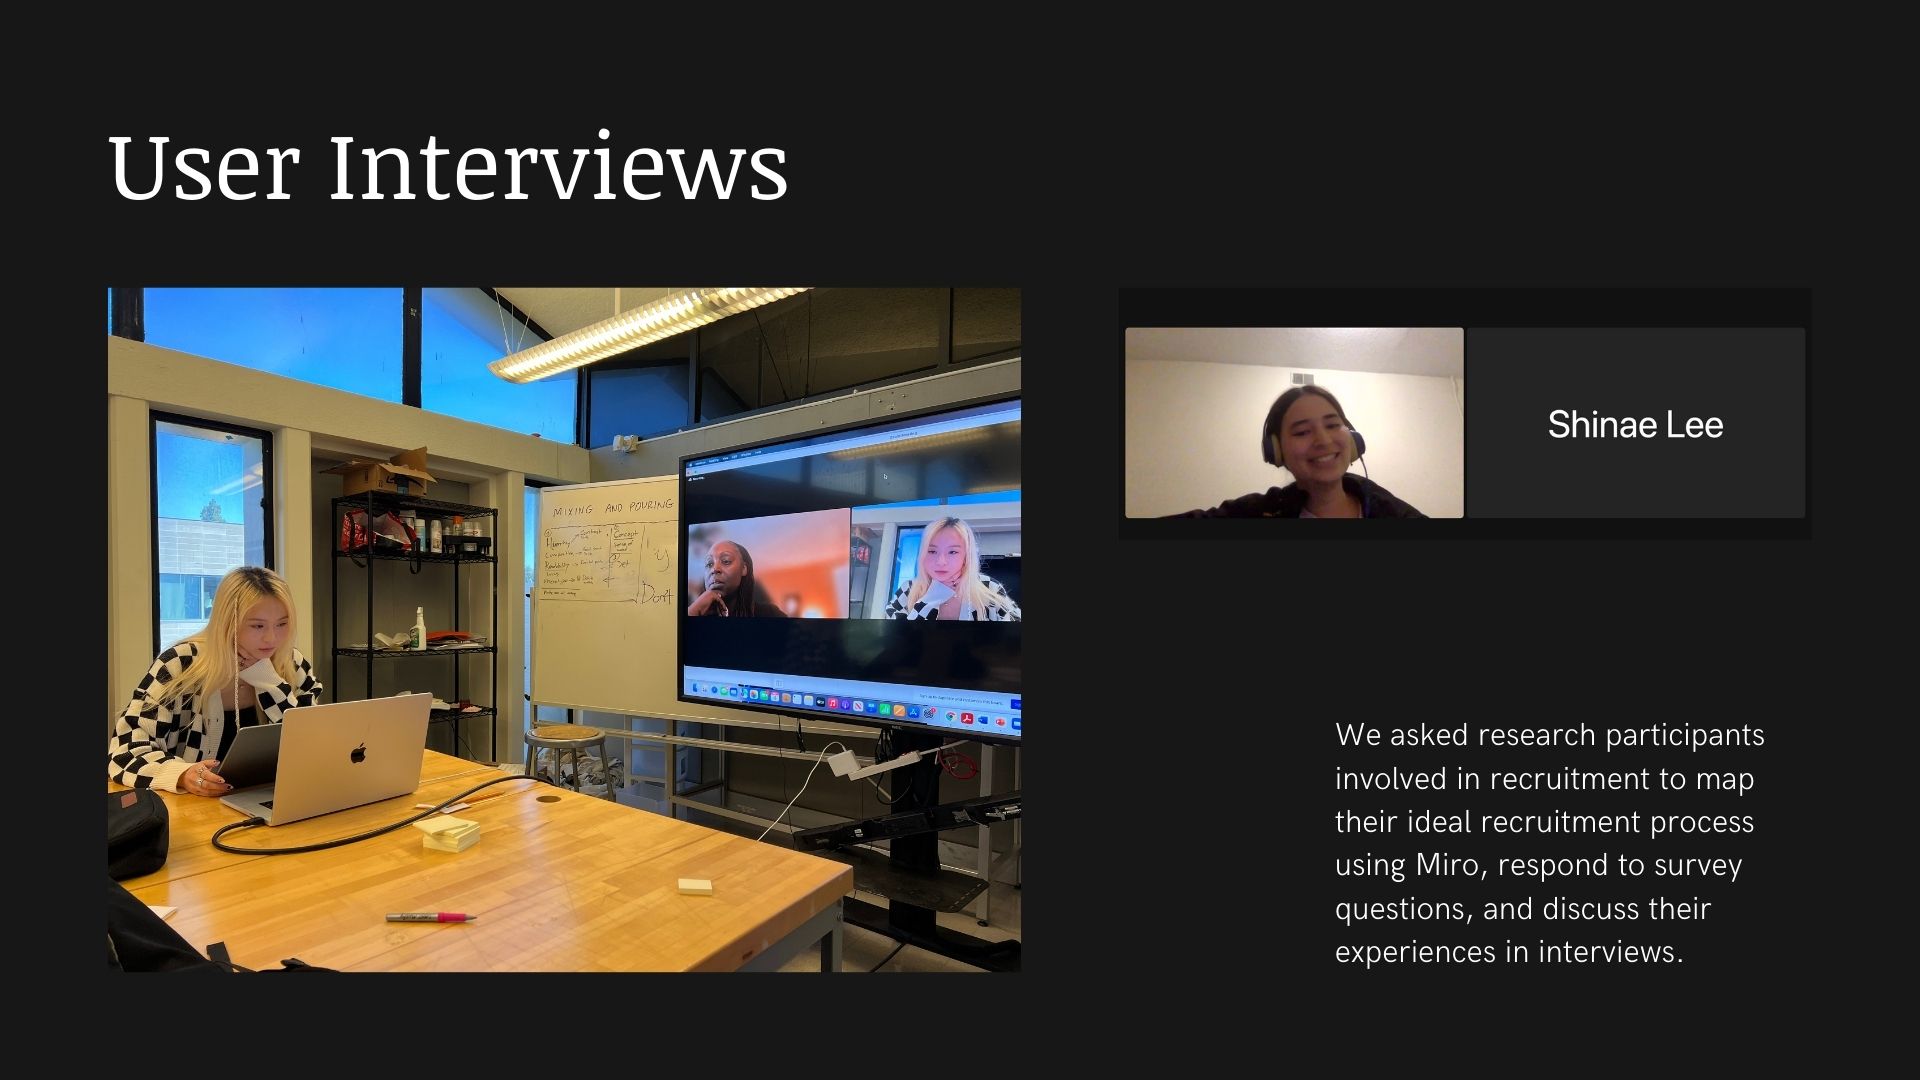 User Interviews
MIXING AND POURING
Concept
Don't
Shinae Lee
We asked research participants
involved in recruitment to map
their ideal recruitment process
using Miro, respond to survey
questions, and discuss their
experiences in interviews.